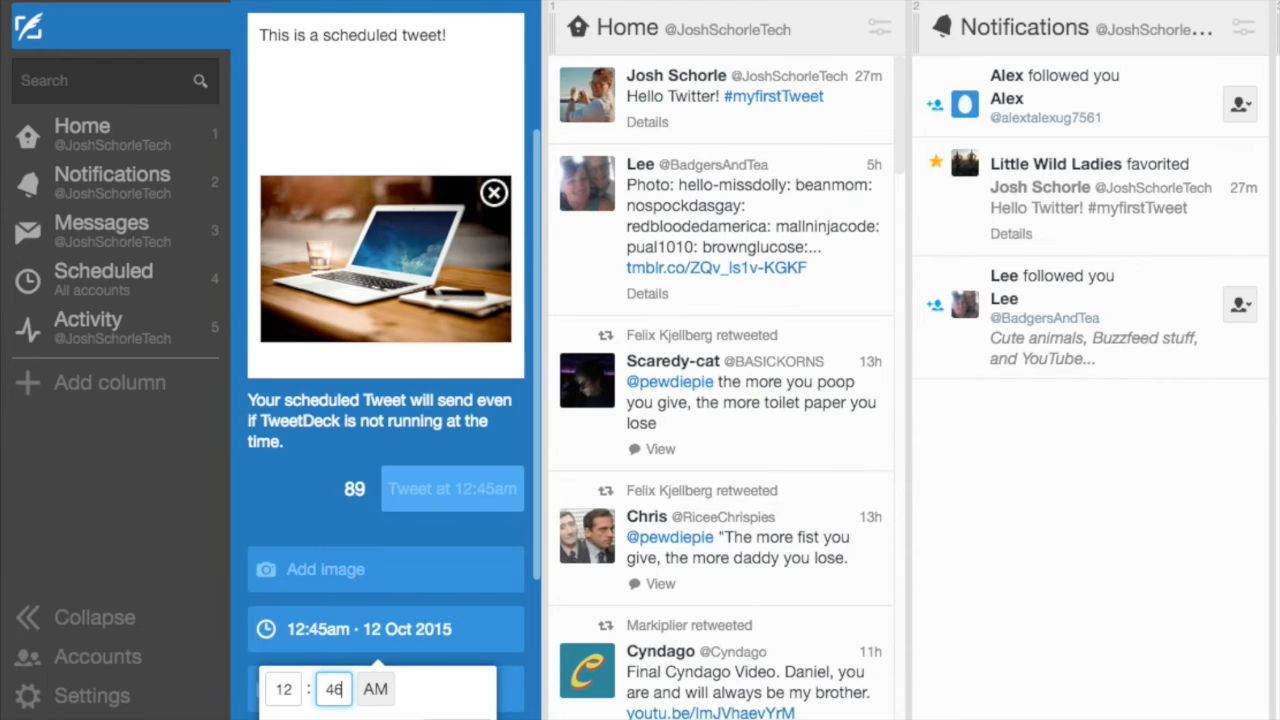 Search
Home 1
@JoshSchorleTech
Notifications 2
@JoshSchorleTech
Messages 3
@JoshSchorleTech
Scheduled 4
All accounts
Activity 5
@JoshSchorleTech
Add column
Collapse
Accounts
Settings
This is a scheduled tweet!
Your scheduled Tweet will send even
if TweetDeck is not running at the
time.
89 Tweet at 12:45am
Add image
12:45am · 12 Oct 2015
12 : 46 AM
1
Home @JoshSchorleTech
Josh Schorle @JoshSchorleTech 27m
Hello Twitter! #myfirstTweet
Details
Lee @BadgersAndTea 5h
Photo: hello-missdolly: beanmom:
nospockdasgay:
redbloodedamerica: mallninjacode:
pual1010: brownglucose:...
tmblr.co/ZQv_ls1v-KGKF
Details
Felix Kjellberg retweeted
Scaredy-cat @BASICKORNS 13h
@pewdiepie the more you poop
you give, the more toilet paper you
lose
View
Felix Kjellberg retweeted
Chris @RiceeChrispies 13h
@pewdiepie "The more fist you
give, the more daddy you lose.
View
Markiplier retweeted
Cyndago @Cyndago 11h
Final Cyndago Video. Daniel, you
are and will always be my brother.
youtu.be/ImJVhaevYrM
2
Notifications @JoshSchorle...
Alex followed you
Alex
@alextalexug7561
Little Wild Ladies favorited
Josh Schorle @JoshSchorleTech 27m
Hello Twitter! #myfirstTweet
Details
Lee followed you
Lee
@BadgersAndTea
Cute animals, Buzzfeed stuff,
and YouTube...